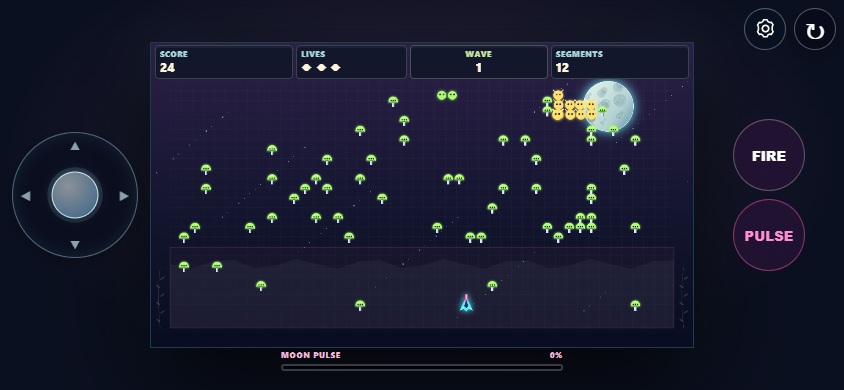 SCORE
24
LIVES
WAVE
1
SEGMENTS
12
FIRE
PULSE
MOON PULSE
0%